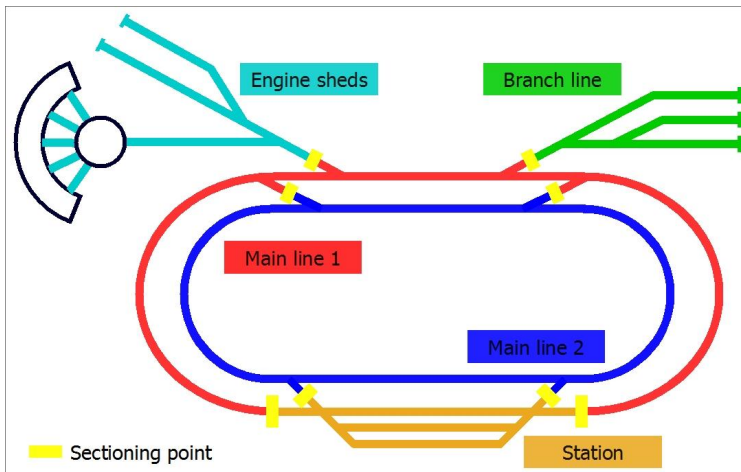 Engine sheds
Branch line
Main line 1
Main line 2
Sectioning point
Station